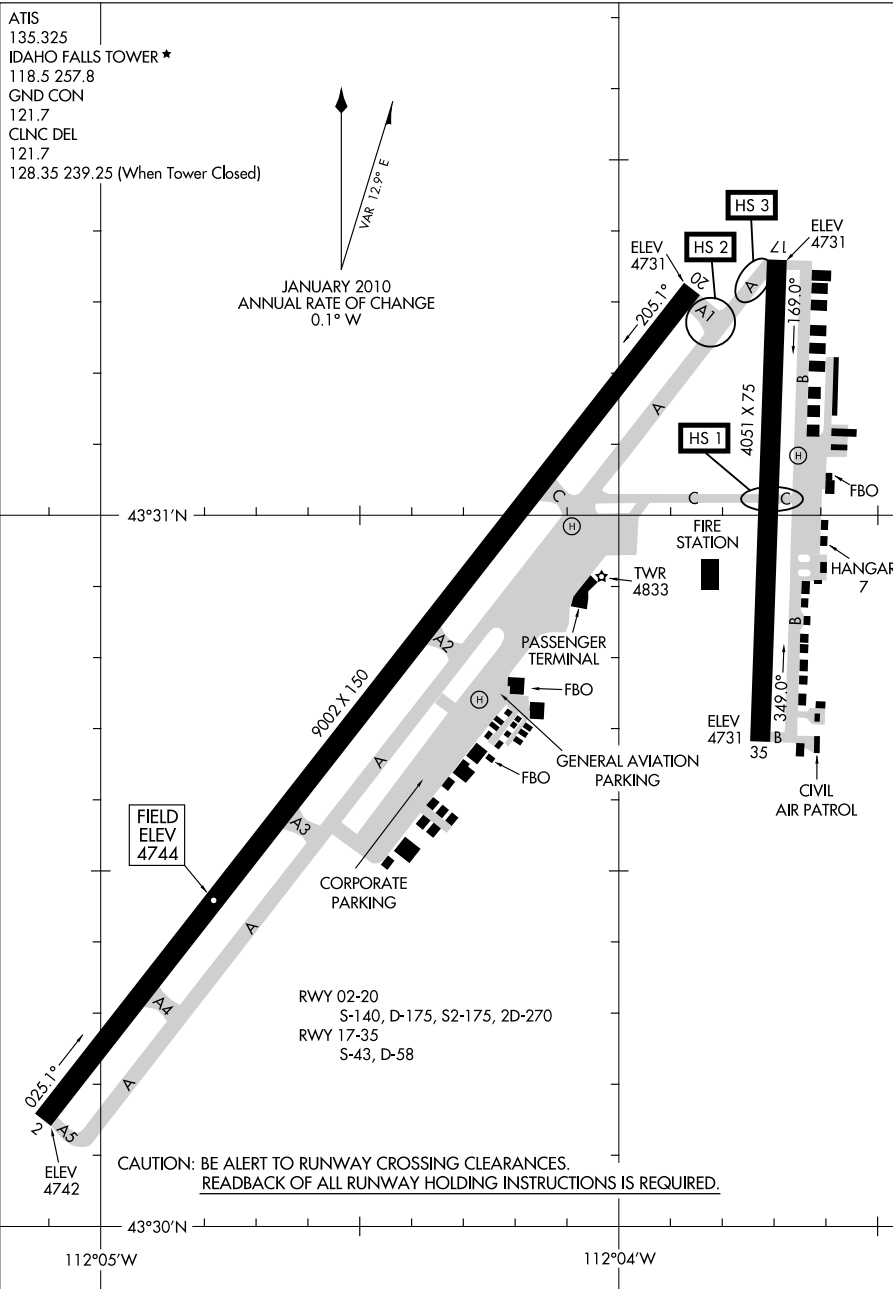 ATIS
135.325
IDAHO FALLS TOWER ★
118.5 257.8
GND CON
121.7
CLNC DEL
121.7
128.35 239.25 (When Tower Closed)
VAR 12.9° E
JANUARY 2010
ANNUAL RATE OF CHANGE
0.1° W
HS 3
HS 2
ELEV
4731
ELEV
4731
17
20
A1
A
205.1°
169.0°
B
4051 X 75
A
HS 1
H
C
C
C
FBO
43°31'N
H
FIRE
STATION
TWR
4833
HANGAR
7
PASSENGER
TERMINAL
B
A2
FBO
H
9002 X 150
349.0°
ELEV
4731
35
B
GENERAL AVIATION
PARKING
A
FBO
CIVIL
AIR PATROL
FIELD
ELEV
4744
A3
CORPORATE
PARKING
A
RWY 02-20
S-140, D-175, S2-175, 2D-270
RWY 17-35
S-43, D-58
A4
025.1°
A
2
A5
ELEV
4742
CAUTION: BE ALERT TO RUNWAY CROSSING CLEARANCES.
READBACK OF ALL RUNWAY HOLDING INSTRUCTIONS IS REQUIRED.
43°30'N
112°05'W
112°04'W